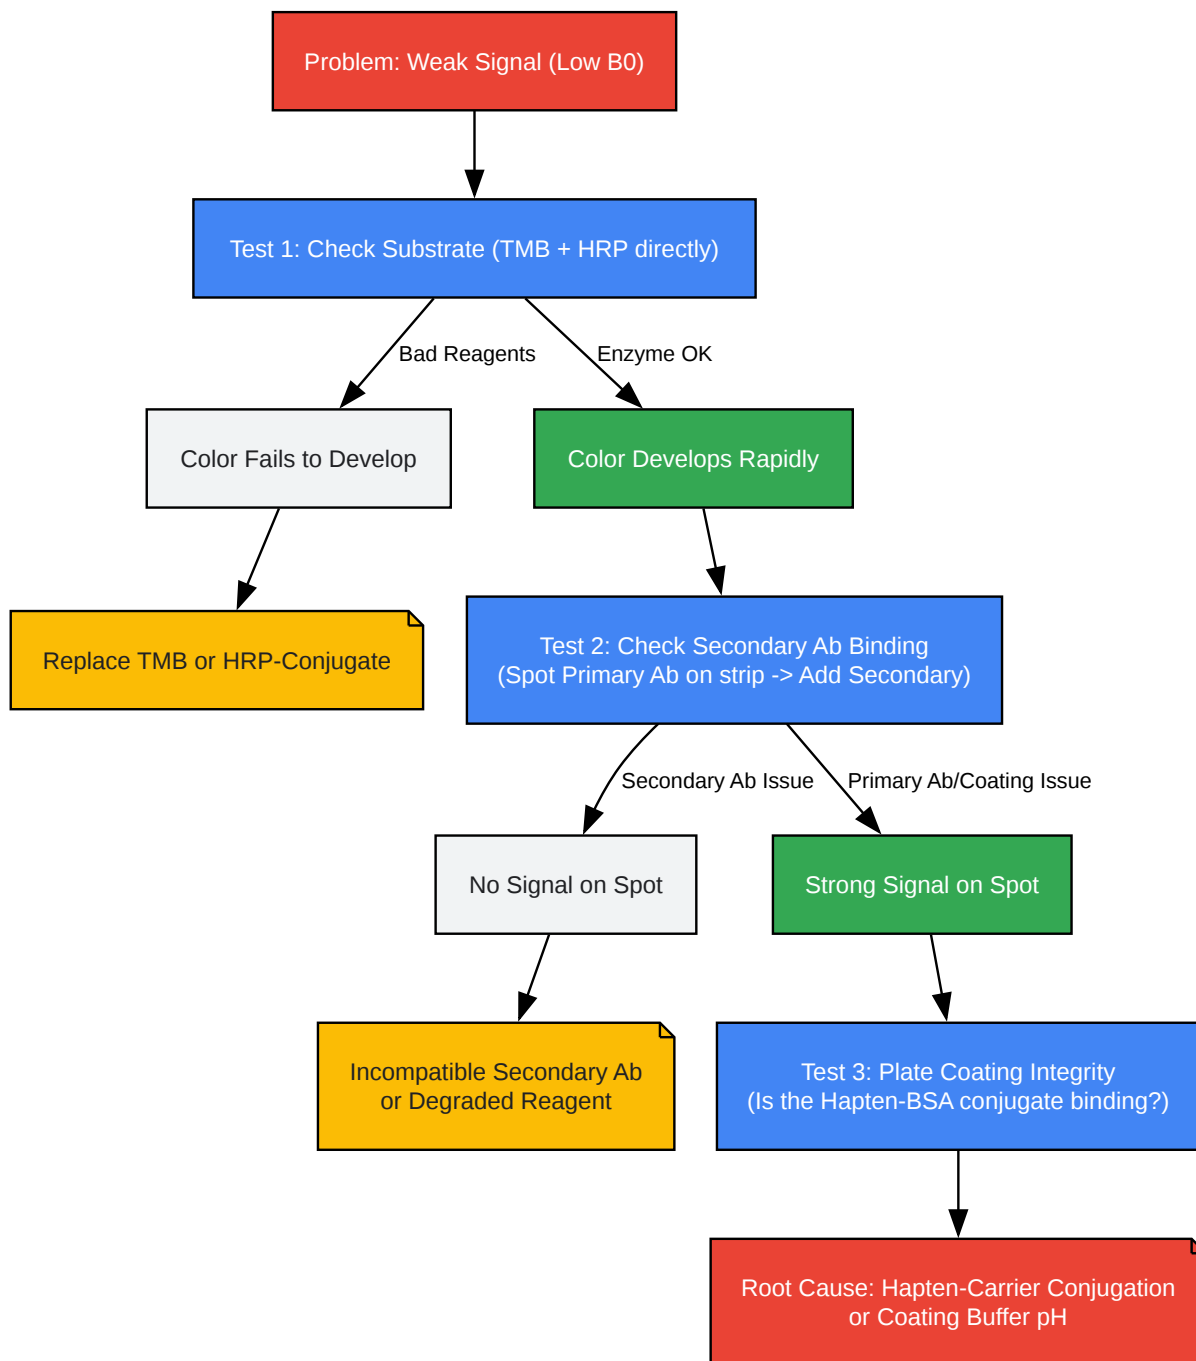 Problem: Weak Signal (Low B0)
Test 1: Check Substrate (TMB + HRP directly)
Bad Reagents
Enzyme OK
Color Fails to Develop
Color Develops Rapidly
Replace TMB or HRP-Conjugate
Test 2: Check Secondary Ab Binding
(Spot Primary Ab on strip -> Add Secondary)
Secondary Ab Issue
Primary Ab/Coating Issue
No Signal on Spot
Strong Signal on Spot
Incompatible Secondary Ab
or Degraded Reagent
Test 3: Plate Coating Integrity
(Is the Hapten-BSA conjugate binding?)
Root Cause: Hapten-Carrier Conjugation
or Coating Buffer pH